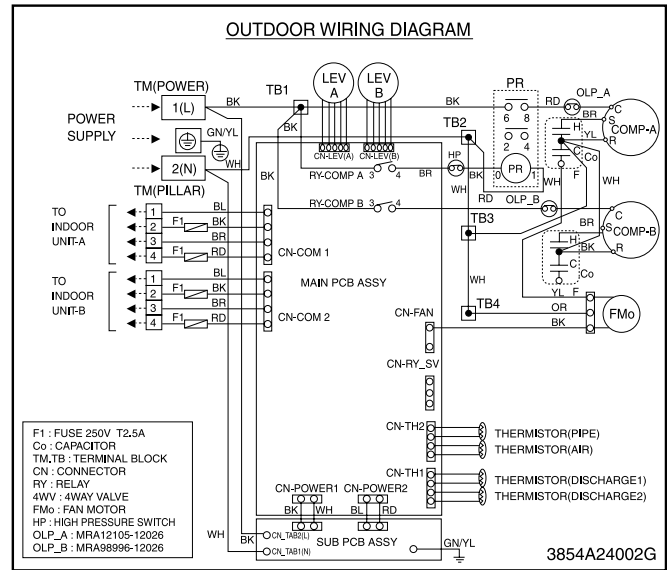 OUTDOOR WIRING DIAGRAM
TM(POWER)
1(L)
POWER
SUPPLY
GN/YL
2(N)
WH
TM(PILLAR)
BK
TB1
LEV
A
LEV
B
CN-LEV(A)
CN-LEV(B)
BK
TB2
PR
6 8
2 4
0 PR 1
RD
OLP_A
C
S
R
COMP-A
BR
YL
H
C
Co
F
WH
WH
RY-COMP A 3 4
BR
HP
BK
WH
RD
OLP_B
RY-COMP B 3 4
TB3
BK
C
S
R
COMP-B
BR
BK
H
C
Co
WH
YL F
TB4
OR
BK
FMo
TO
INDOOR
UNIT-A
1 BL
2 F1 BK
3 BR
4 F1 RD
CN-COM 1
TO
INDOOR
UNIT-B
1 BL
2 F1 BK
3 BR
4 F1 RD
CN-COM 2
MAIN PCB ASSY
CN-FAN
CN-RY_SV
CN-TH2
THERMISTOR(PIPE)
THERMISTOR(AIR)
CN-TH1
THERMISTOR(DISCHARGE1)
THERMISTOR(DISCHARGE2)
CN-POWER1 CN-POWER2
BK WH BL RD
WH
BK
CN_TAB2(L)
CN_TAB1(N)
SUB PCB ASSY
GN/YL
F1 : FUSE 250V T2.5A
Co : CAPACITOR
TM.TB : TERMINAL BLOCK
CN : CONNECTOR
RY : RELAY
4WV : 4WAY VALVE
FMo : FAN MOTOR
HP : HIGH PRESSURE SWITCH
OLP_A : MRA12105-12026
OLP_B : MRA98996-12026
3854A24002G